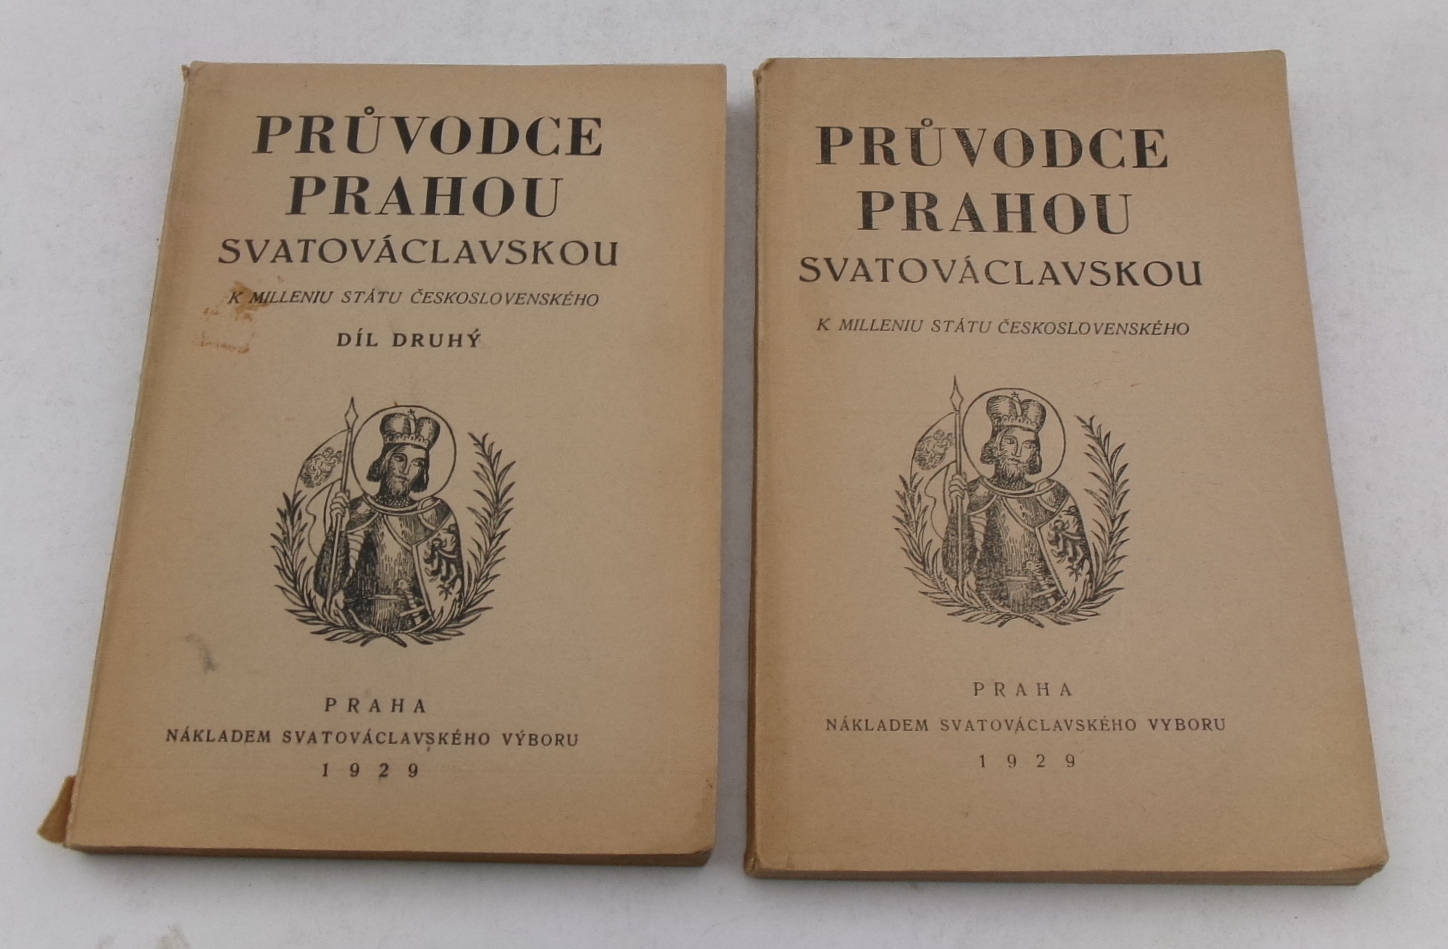 PRŮVODCE
PRAHOU
SVATOVÁCLAVSKOU
K MILLENIU STÁTU ČESKOSLOVENSKÉHO
DÍL DRUHÝ
PRAHA
NÁKLADEM SVATOVÁCLAVSKÉHO VÝBORU
1929
PRŮVODCE
PRAHOU
SVATOVÁCLAVSKOU
K MILLENIU STÁTU ČESKOSLOVENSKÉHO
PRAHA
NÁKLADEM SVATOVÁCLAVSKÉHO VYBORU
1929